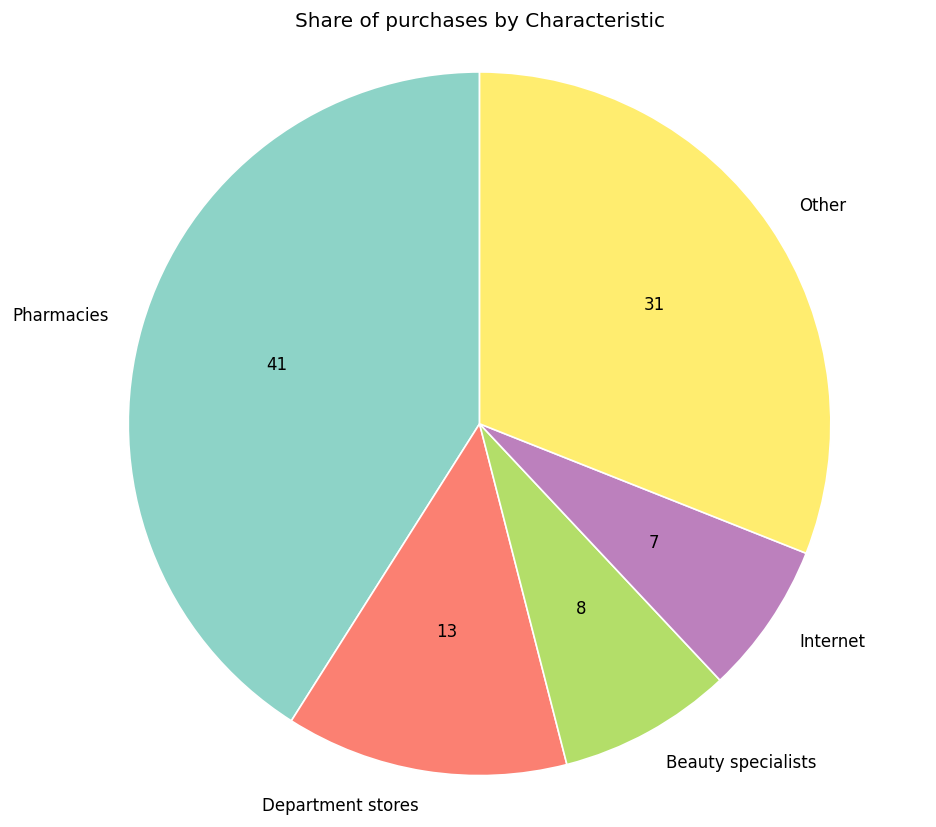 Share of purchases by Characteristic
Other
31
Pharmacies
41
7
8
13
Internet
Beauty specialists
Department stores